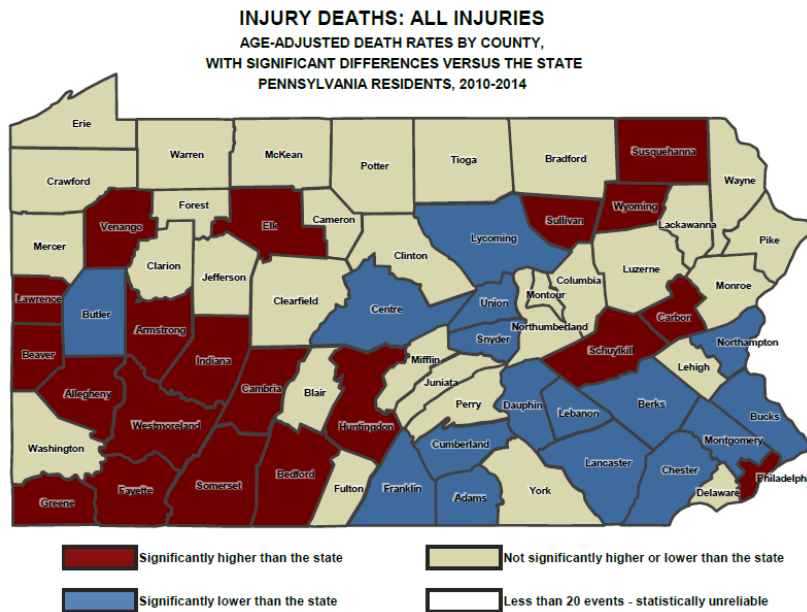 INJURY DEATHS: ALL INJURIES
AGE-ADJUSTED DEATH RATES BY COUNTY,
WITH SIGNIFICANT DIFFERENCES VERSUS THE STATE
PENNSYLVANIA RESIDENTS, 2010-2014
Erie
Warren
McKean
Potter
Tioga
Bradford
Susquehanna
Wayne
Crawford
Forest
Venango
Elk
Cameron
Sullivan
Wyoming
Lackawanna
Lycoming
Pike
Mercer
Clarion
Jefferson
Clinton
Luzerne
Columbia
Monroe
Clearfield
Lawrence
Butler
Centre
Union
Montour
Carbon
Armstrong
Northumberland
Northampton
Snyder
Beaver
Indiana
Mifflin
Schuylkill
Lehigh
Allegheny
Cambria
Blair
Juniata
Perry
Dauphin
Lebanon
Berks
Bucks
Westmoreland
Huntingdon
Cumberland
Montgomery
Washington
Lancaster
Chester
Philadelphi
Greene
Fayette
Somerset
Bedford
Fulton
Franklin
Adams
York
Delaware
Significantly higher than the state
Not significantly higher or lower than the state
Significantly lower than the state
Less than 20 events - statistically unreliable